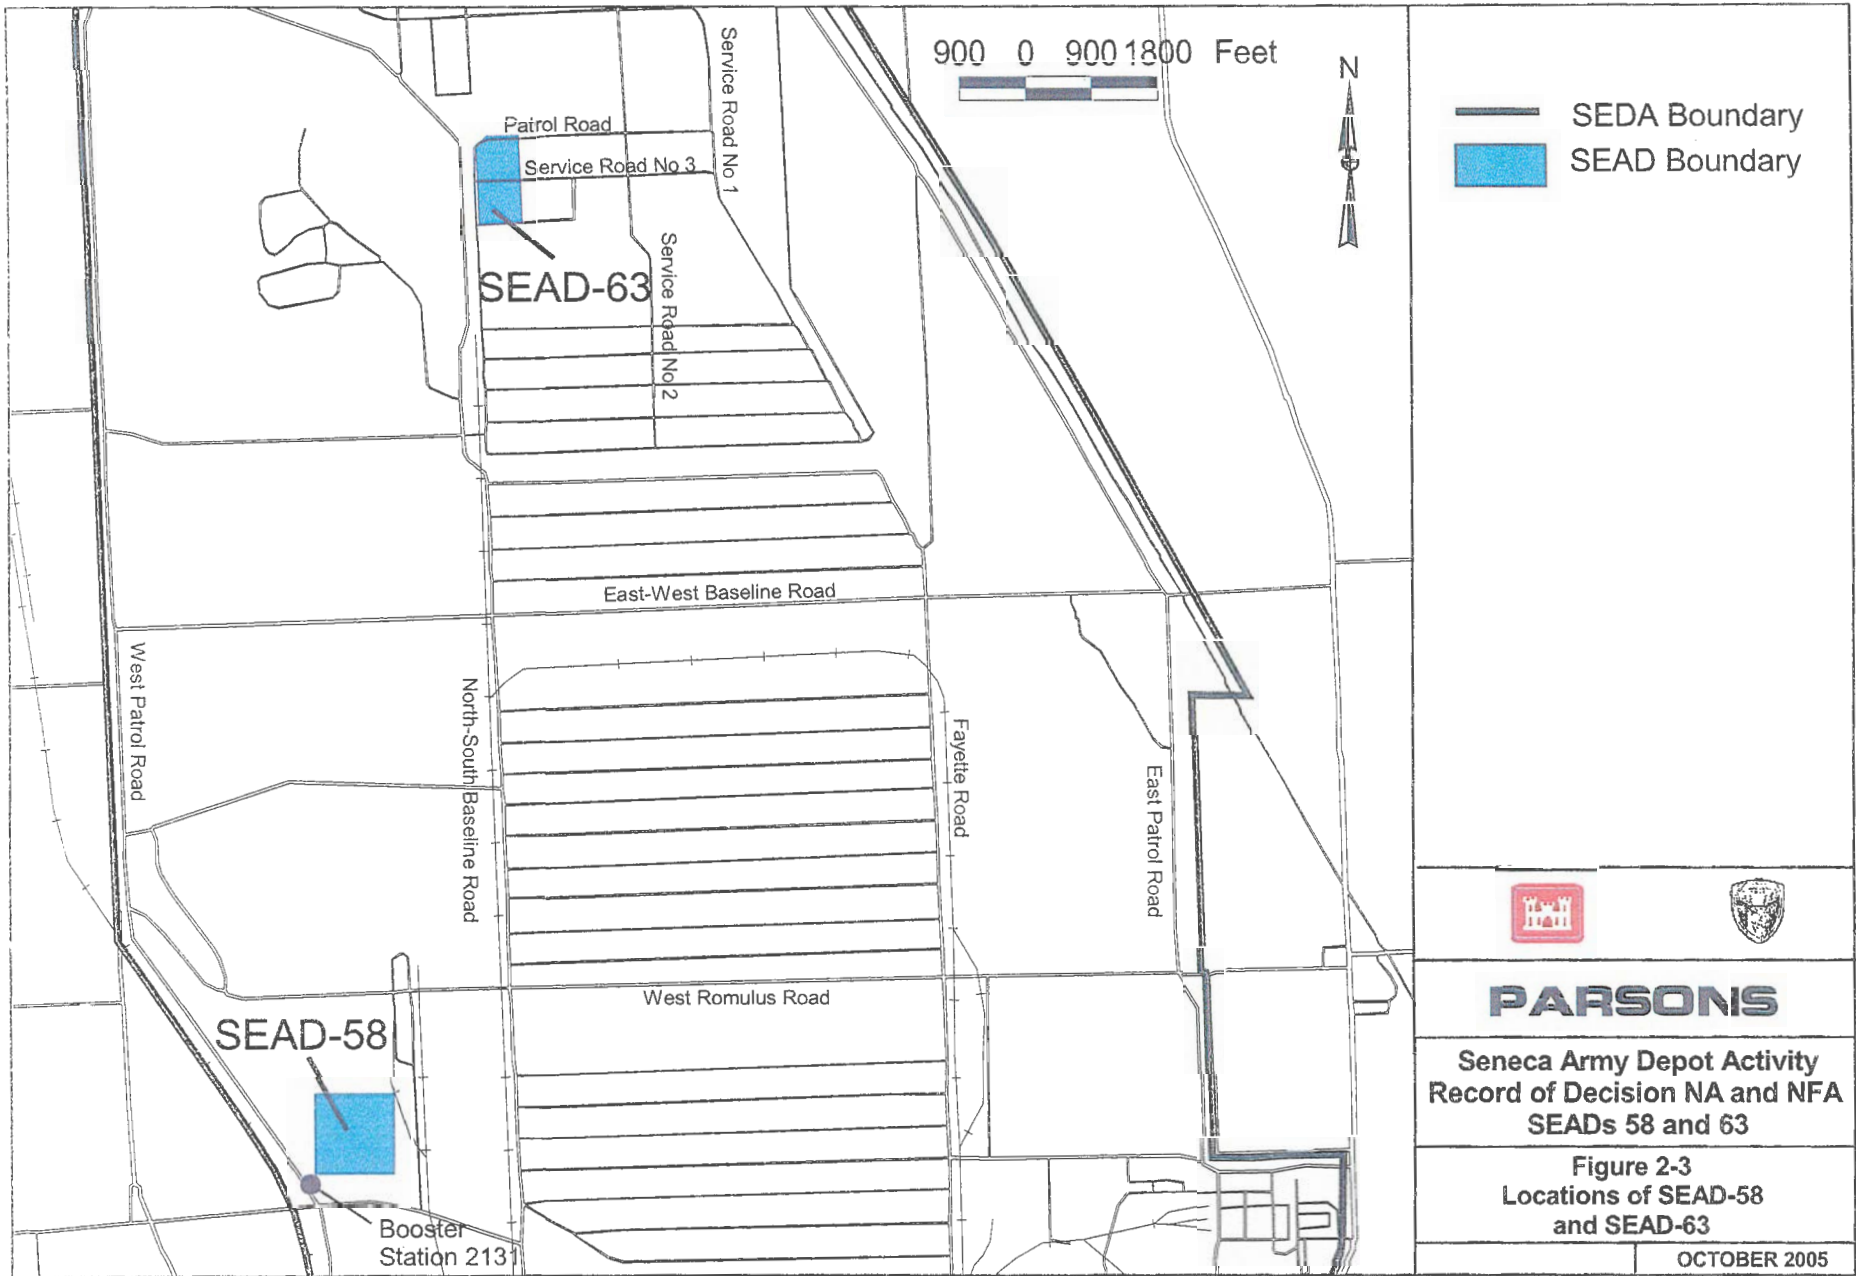 900 0 900 1800 Feet
N
SEDA Boundary
SEAD Boundary
Patrol Road
Service Road No 3
Service Road No 1
Service Road No 2
SEAD-63
East-West Baseline Road
West Patrol Road
North-South Baseline Road
Fayette Road
East Patrol Road
West Romulus Road
SEAD-58
Booster
Station 2131
PARSONS
Seneca Army Depot Activity
Record of Decision NA and NFA
SEADs 58 and 63
Figure 2-3
Locations of SEAD-58
and SEAD-63
OCTOBER 2005